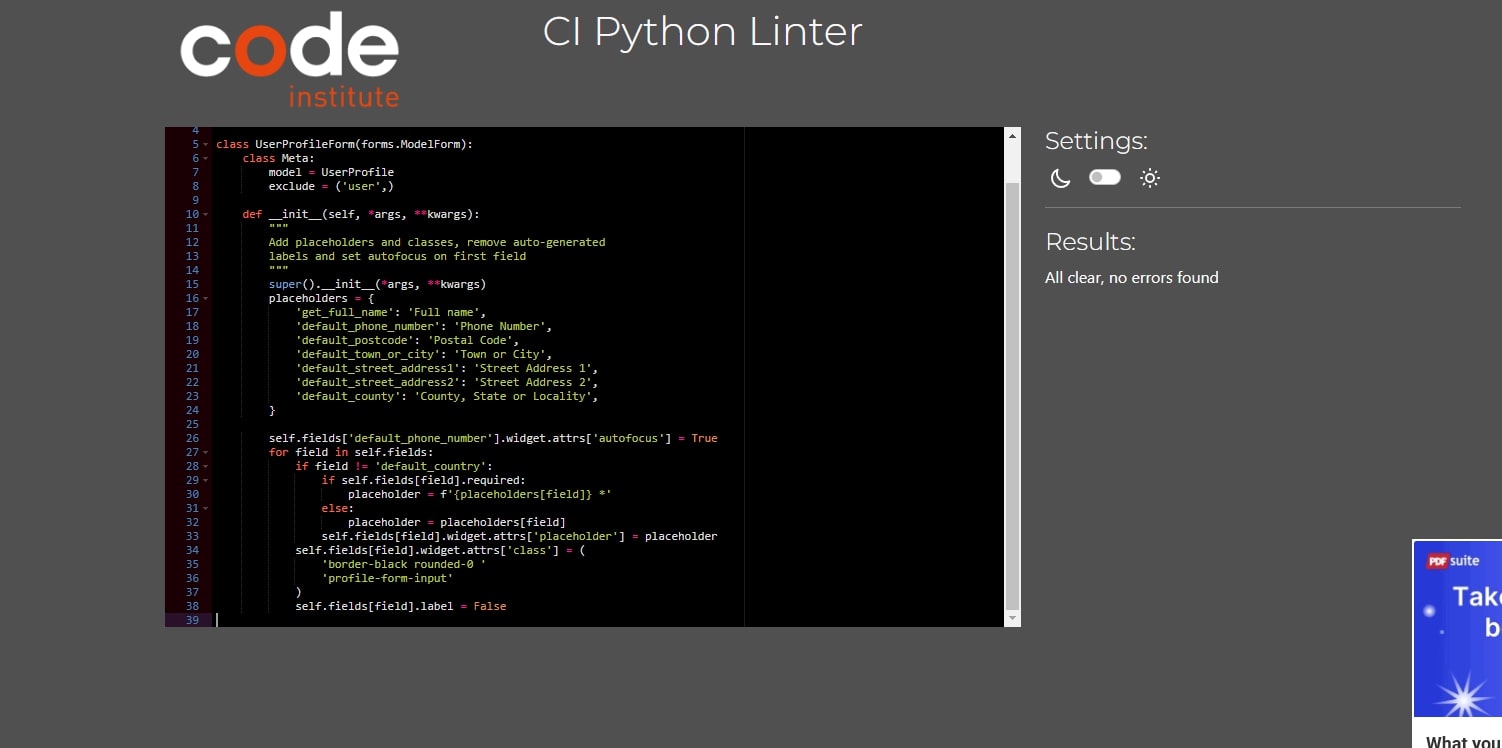 code
institute
CI Python Linter
4
5 class UserProfileForm(forms.ModelForm):
6     class Meta:
7         model = UserProfile
8         exclude = ('user',)
9
10     def __init__(self, *args, **kwargs):
11         """
12         Add placeholders and classes, remove auto-generated
13         labels and set autofocus on first field
14         """
15         super().__init__(*args, **kwargs)
16         placeholders = {
17             'get_full_name': 'Full name',
18             'default_phone_number': 'Phone Number',
19             'default_postcode': 'Postal Code',
20             'default_town_or_city': 'Town or City',
21             'default_street_address1': 'Street Address 1',
22             'default_street_address2': 'Street Address 2',
23             'default_county': 'County, State or Locality',
24         }
25
26         self.fields['default_phone_number'].widget.attrs['autofocus'] = True
27         for field in self.fields:
28             if field != 'default_country':
29                 if self.fields[field].required:
30                     placeholder = f'{placeholders[field]} *'
31                 else:
32                     placeholder = placeholders[field]
33                 self.fields[field].widget.attrs['placeholder'] = placeholder
34             self.fields[field].widget.attrs['class'] = (
35                 'border-black rounded-0 '
36                 'profile-form-input'
37             )
38             self.fields[field].label = False
39
Settings:
Results:
All clear, no errors found
PDF suite
Take
b
What you